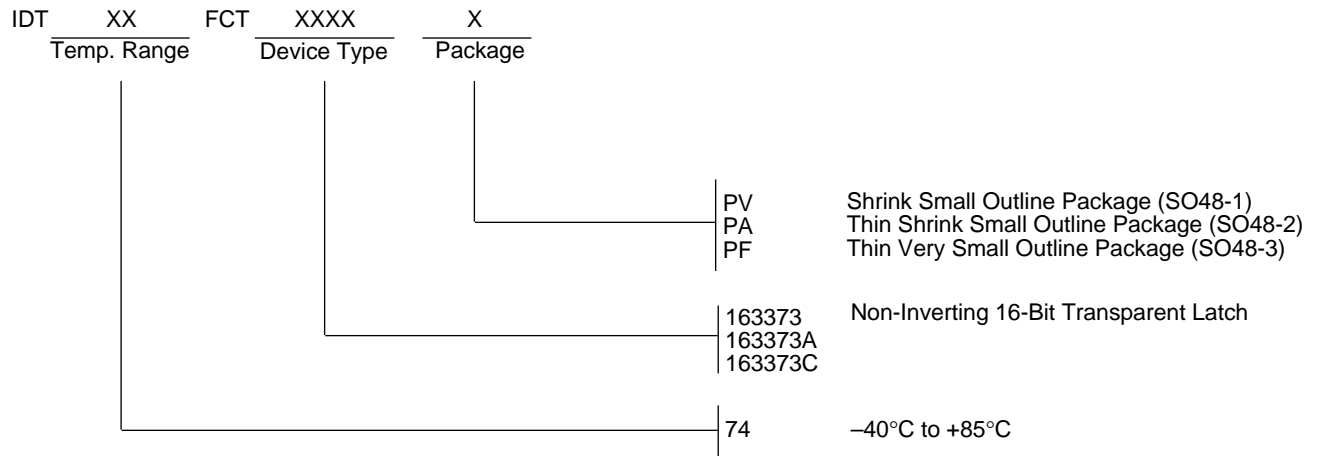 IDT XX FCT XXXX X
Temp. Range Device Type Package
PV Shrink Small Outline Package (SO48-1)
PA Thin Shrink Small Outline Package (SO48-2)
PF Thin Very Small Outline Package (SO48-3)
163373 Non-Inverting 16-Bit Transparent Latch
163373A
163373C
74 –40°C to +85°C